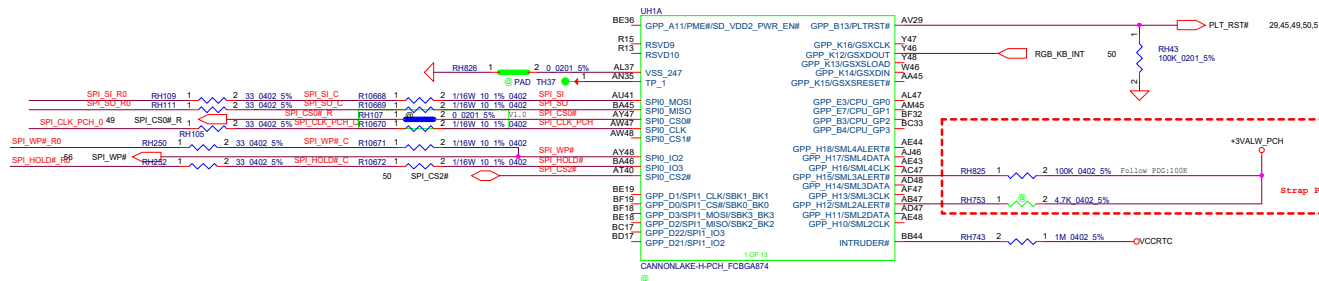 UH1A
BE36 GPP_A11/PME#/SD_VDD2_PWR_EN# GPP_B13/PLTRST# AV29 PLT_RST# 29,45,49,50,5
R15 RSVD9 GPP_K16/GSXCLK Y47
R13 RSVD10 GPP_K12/GSXDOUT Y46 RGB_KB_INT 50
GPP_K13/GSXSLOAD Y48
GPP_K14/GSXDIN W46
GPP_K15/GSXSRESET# AA45
1 RH43 100K_0201_5% 2
RH826 1 2 0_0201_5% AL37 VSS_247
@ PAD TH37 1 AN35 TP_1
SPI_SI_R0 RH109 1 2 33_0402_5% SPI_SI_C R10668 1 2 1/16W_10_1%_0402 SPI_SI AU41 SPI0_MOSI GPP_E3/CPU_GP0 AL47
SPI_SO_R0 RH111 1 2 33_0402_5% SPI_SO_C R10669 1 2 1/16W_10_1%_0402 SPI_SO BA45 SPI0_MISO GPP_E7/CPU_GP1 AM45
49 SPI_CS0#_R SPI_CS0#_R RH107 1 @ 2 0_0201_5% V1.0 SPI_CS0# AY47 SPI0_CS0# GPP_B3/CPU_GP2 BF32
SPI_CLK_PCH_0 RH105 1 2 33_0402_5% SPI_CLK_PCH_C R10670 1 2 1/16W_10_1%_0402 SPI_CLK_PCH AW47 SPI0_CLK GPP_B4/CPU_GP3 BC33
AW48 SPI0_CS1#
SPI_WP#_R0 RH250 1 2 33_0402_5% SPI_WP#_C R10671 1 2 1/16W_10_1%_0402
56 SPI_WP# SPI_WP# AY48 SPI0_IO2
SPI_HOLD#_R0 RH252 1 2 33_0402_5% SPI_HOLD#_C R10672 1 2 1/16W_10_1%_0402 SPI_HOLD# BA46 SPI0_IO3
50 SPI_CS2# SPI_CS2# AT40 SPI0_CS2#
GPP_H18/SML4ALERT# AE44
GPP_H17/SML4DATA AJ46
GPP_H16/SML4CLK AE43
GPP_H15/SML3ALERT# AC47 RH825 1 2 100K_0402_5% Follow PDG:100K
GPP_H14/SML3DATA AD48
GPP_H13/SML3CLK AF47
GPP_H12/SML2ALERT# AB47 RH753 1 @ 2 4.7K_0402_5%
GPP_H11/SML2DATA AD47
GPP_H10/SML2CLK AE48
+3VALW_PCH
Strap P
BE19 GPP_D1/SPI1_CLK/SBK1_BK1
BF19 GPP_D0/SPI1_CS#/SBK0_BK0
BF18 GPP_D3/SPI1_MOSI/SBK3_BK3
BE18 GPP_D2/SPI1_MISO/SBK2_BK2
BC17 GPP_D22/SPI1_IO3
BD17 GPP_D21/SPI1_IO2
INTRUDER# BB44 RH743 2 1 1M_0402_5% VCCRTC
1 OF 13
CANNONLAKE-H-PCH_FCBGA874
@